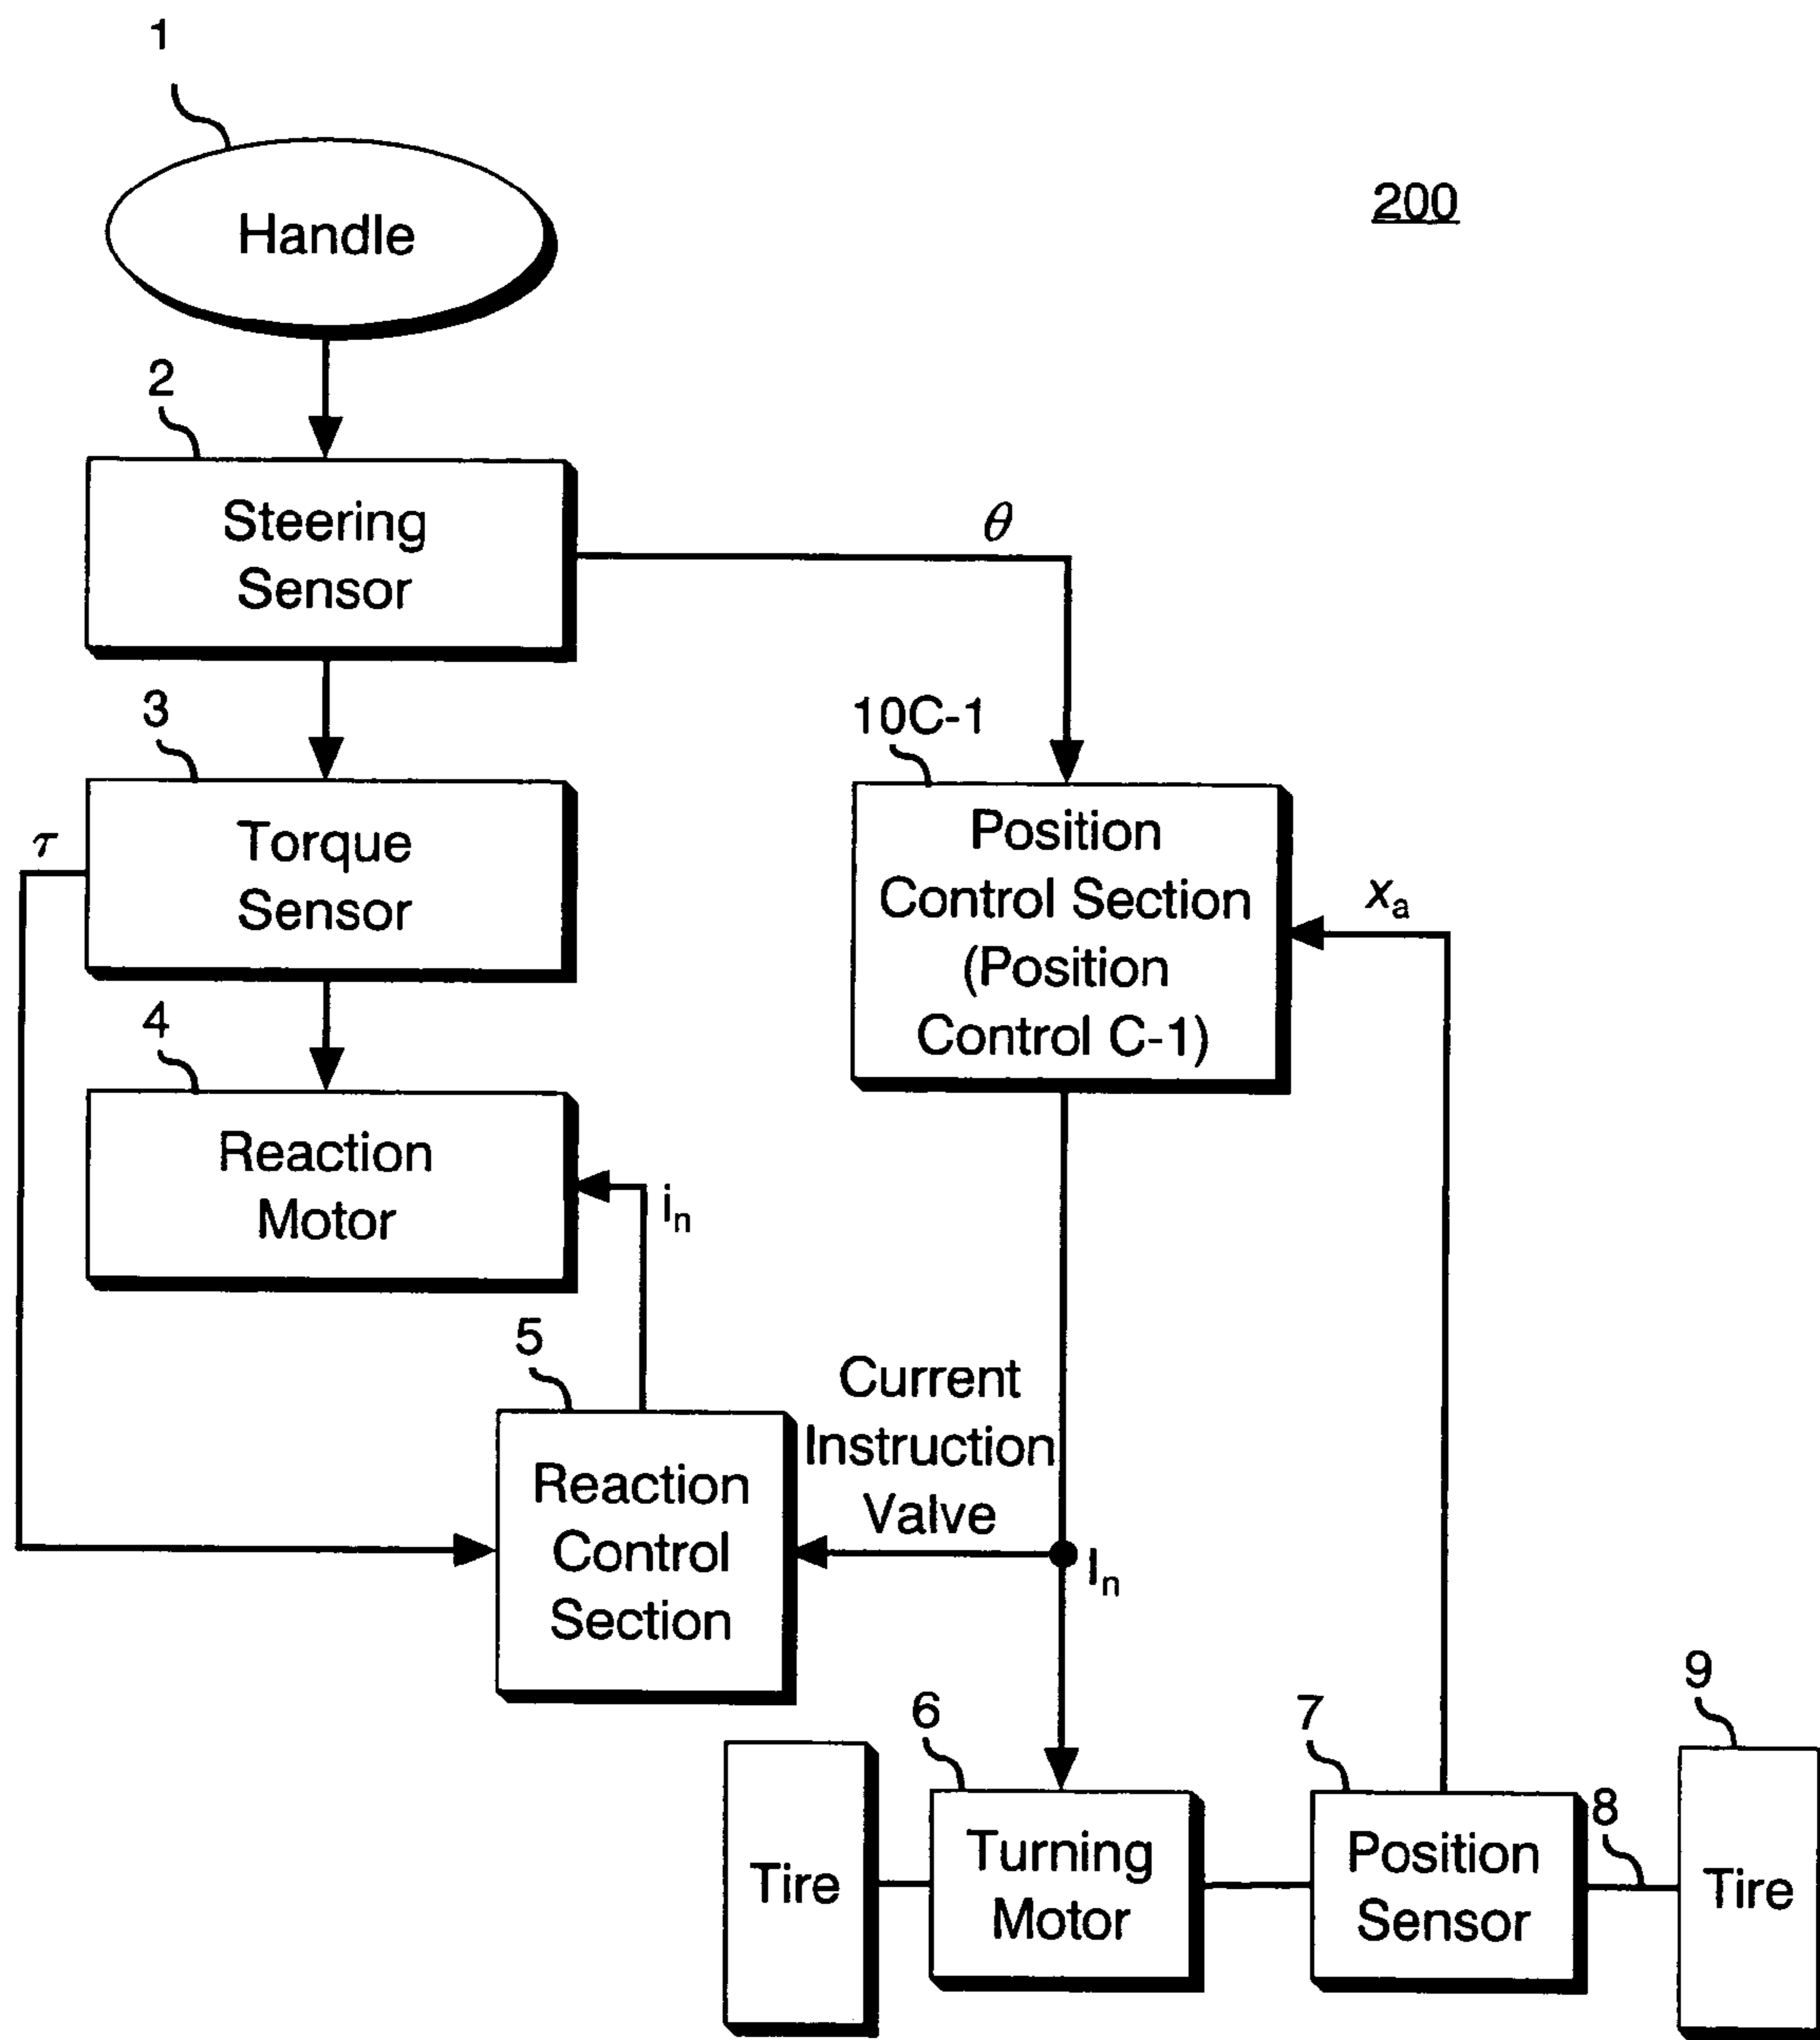 1
200
Handle
2
Steering
Sensor
θ
3
10C-1
Torque
Sensor
τ
Position
Control Section
(Position
Control C-1)
xₐ
4
Reaction
Motor
iₙ
5
Current
Instruction
Valve
Reaction
Control
Section
Iₙ
6
7
9
8
Tire
Turning
Motor
Position
Sensor
Tire